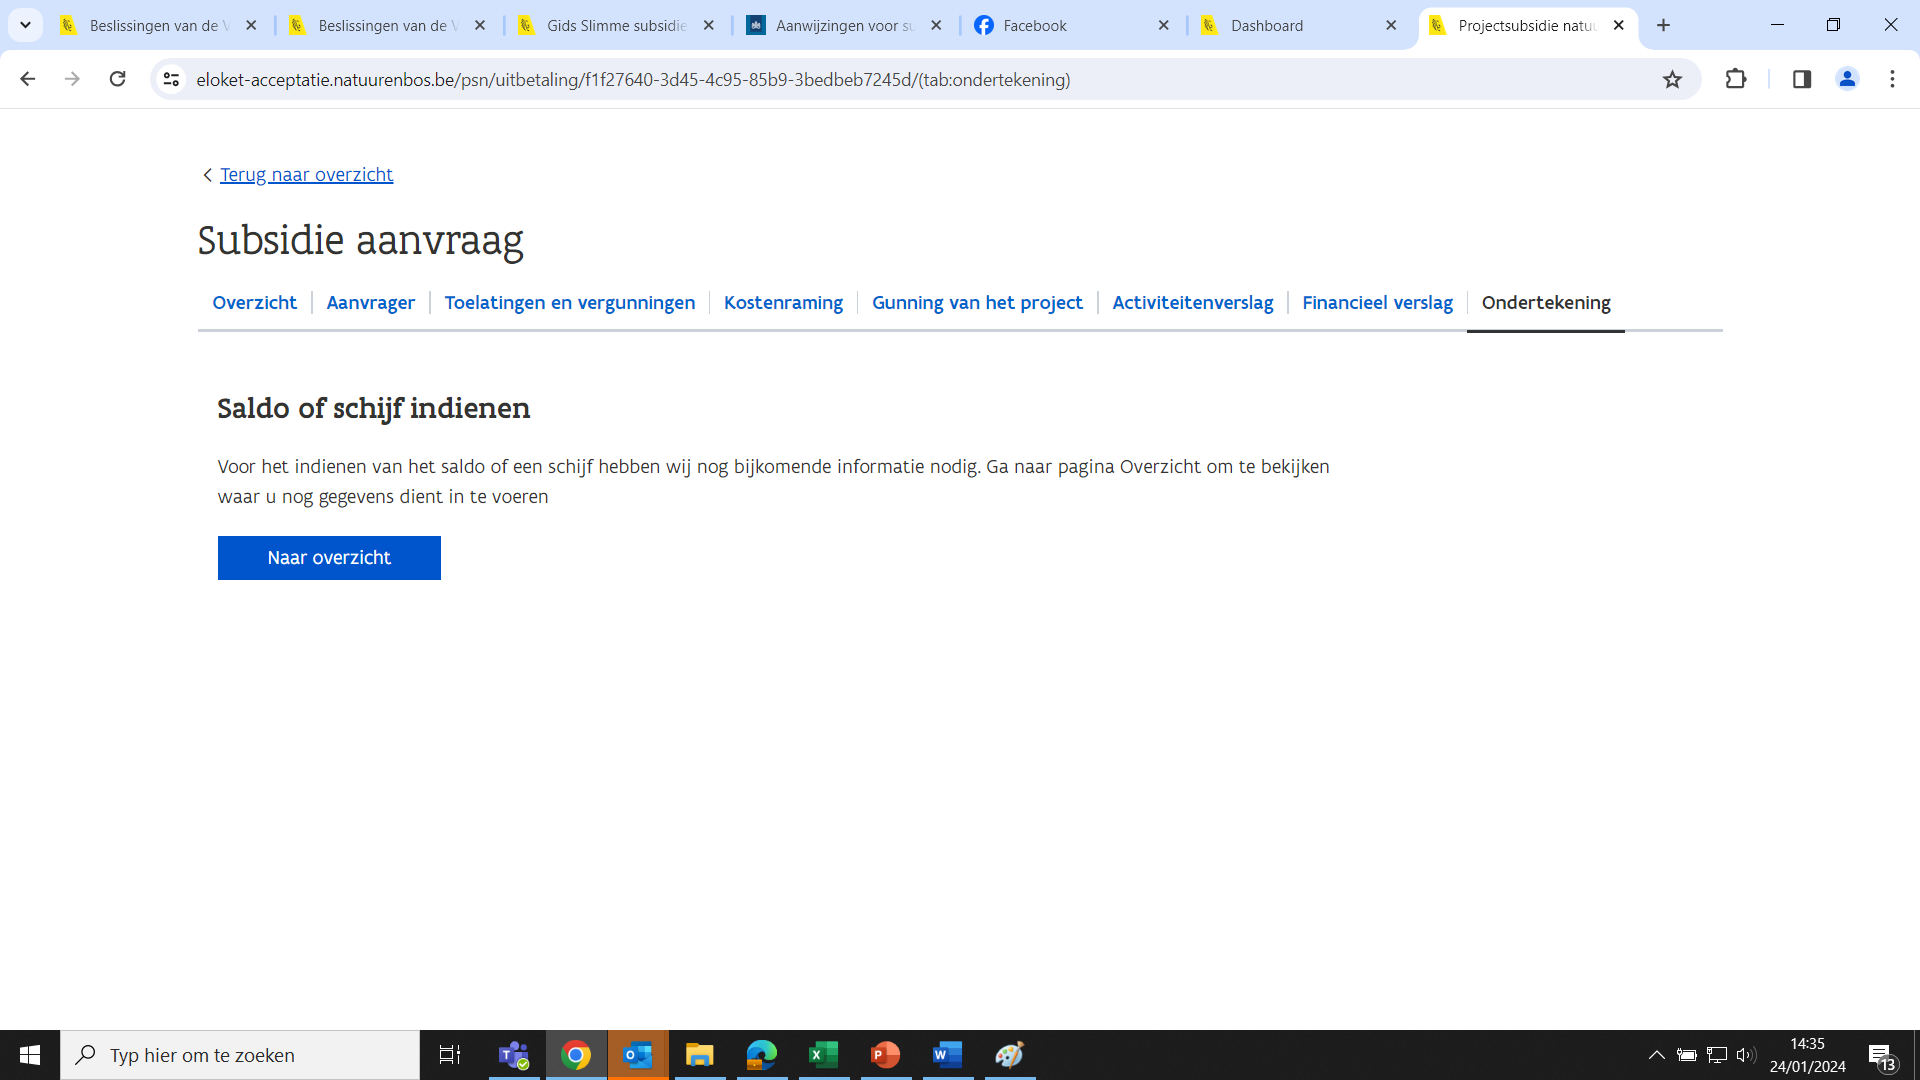 Beslissingen van de V
Beslissingen van de V
Gids Slimme subsidie
Aanwijzingen voor su
Facebook
Dashboard
Projectsubsidie natuu
eloket-acceptatie.natuurenbos.be/psn/uitbetaling/f1f27640-3d45-4c95-85b9-3bedbeb7245d/(tab:ondertekening)
Terug naar overzicht
Subsidie aanvraag
Overzicht
Aanvrager
Toelatingen en vergunningen
Kostenraming
Gunning van het project
Activiteitenverslag
Financieel verslag
Ondertekening
Saldo of schijf indienen
Voor het indienen van het saldo of een schijf hebben wij nog bijkomende informatie nodig. Ga naar pagina Overzicht om te bekijken
waar u nog gegevens dient in te voeren
Naar overzicht
Typ hier om te zoeken
14:35
24/01/2024
13